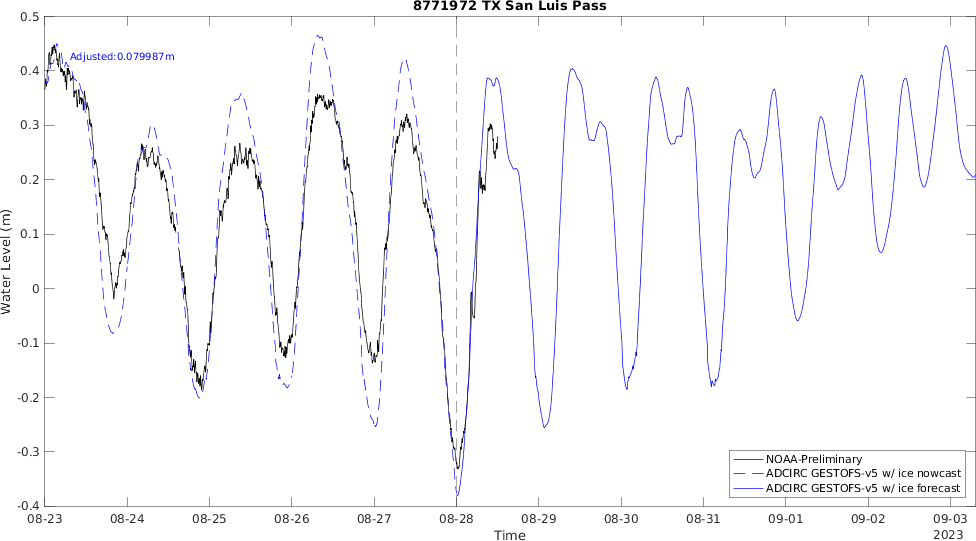 8771972 TX San Luis Pass
Adjusted:0.079987m
Water Level (m)
0.5
0.4
0.3
0.2
0.1
0
-0.1
-0.2
-0.3
-0.4
NOAA-Preliminary
ADCIRC GESTOFS-v5 w/ ice nowcast
ADCIRC GESTOFS-v5 w/ ice forecast
08-23 08-24 08-25 08-26 08-27 08-28 08-29 08-30 08-31 09-01 09-02 09-03
Time
2023